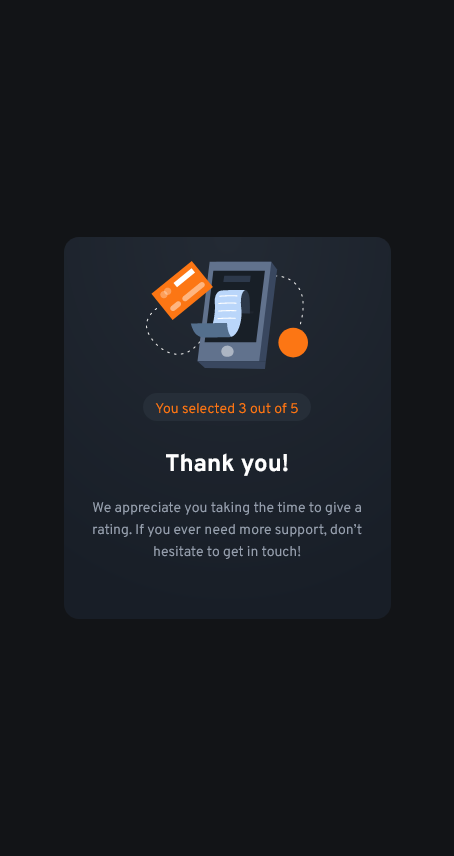 You selected 3 out of 5
Thank you!
We appreciate you taking the time to give a
rating. If you ever need more support, don’t
hesitate to get in touch!